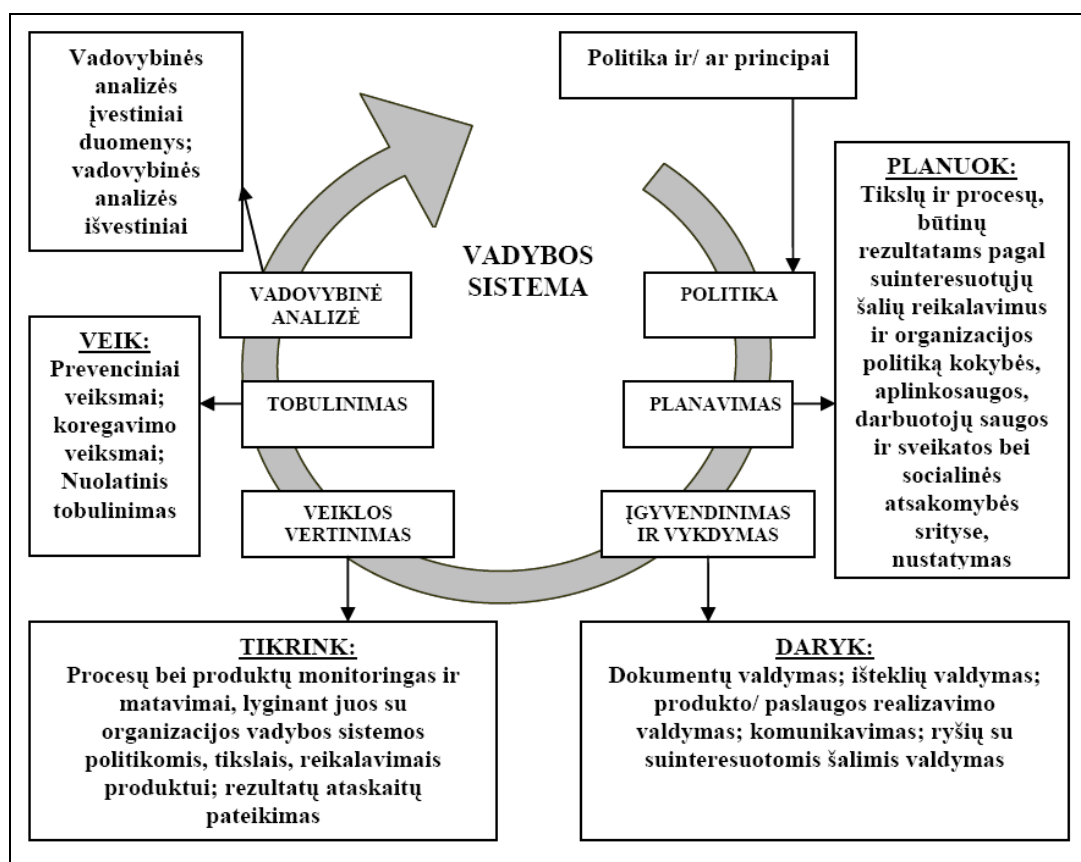 Vadovybinės
analizės
įvestiniai
duomenys;
vadovybinės
analizės
išvestiniai
Politika ir/ ar principai
VADYBOS
SISTEMA
PLANUOK:
Tikslų ir procesų,
būtinų
rezultatams pagal
suinteresuotųjų
šalių reikalavimus
ir organizacijos
politiką kokybės,
aplinkosaugos,
darbuotojų saugos
ir sveikatos bei
socialinės
atsakomybės
srityse,
nustatymas
VADOVYBINĖ
ANALIZĖ
POLITIKA
VEIK:
Prevenciniai
veiksmai;
koregavimo
veiksmai;
Nuolatinis
tobulinimas
TOBULINIMAS
PLANAVIMAS
VEIKLOS
VERTINIMAS
ĮGYVENDINIMAS
IR VYKDYMAS
TIKRINK:
Procesų bei produktų monitoringas ir
matavimai, lyginant juos su
organizacijos vadybos sistemos
politikomis, tikslais, reikalavimais
produktui; rezultatų ataskaitų
pateikimas
DARYK:
Dokumentų valdymas; išteklių valdymas;
produkto/ paslaugos realizavimo
valdymas; komunikavimas; ryšių su
suinteresuotomis šalimis valdymas